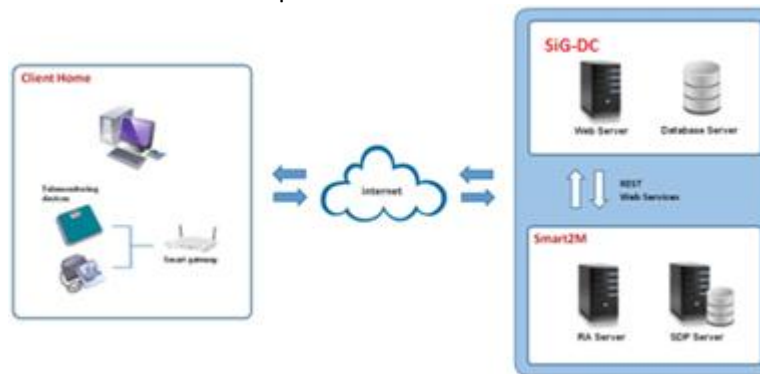 Client Home
Telemonitoring
devices
Smart gateway
Internet
SiG-DC
Web Server
Database Server
REST
Web Services
Smart2M
RA Server
SDP Server